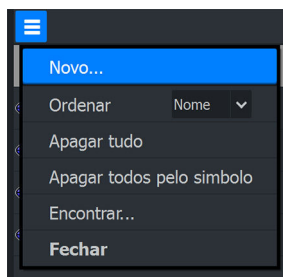 Novo...
Ordenar Nome
Apagar tudo
Apagar todos pelo simbolo
Encontrar...
Fechar